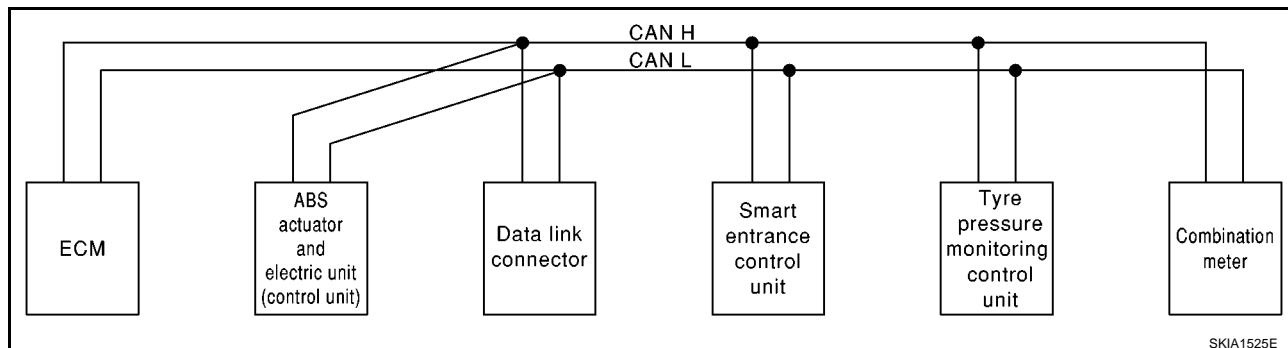 CAN H
CAN L
ECM
ABS
actuator
and
electric unit
(control unit)
Data link
connector
Smart
entrance
control
unit
Tyre
pressure
monitoring
control
unit
Combination
meter
SKIA1525E